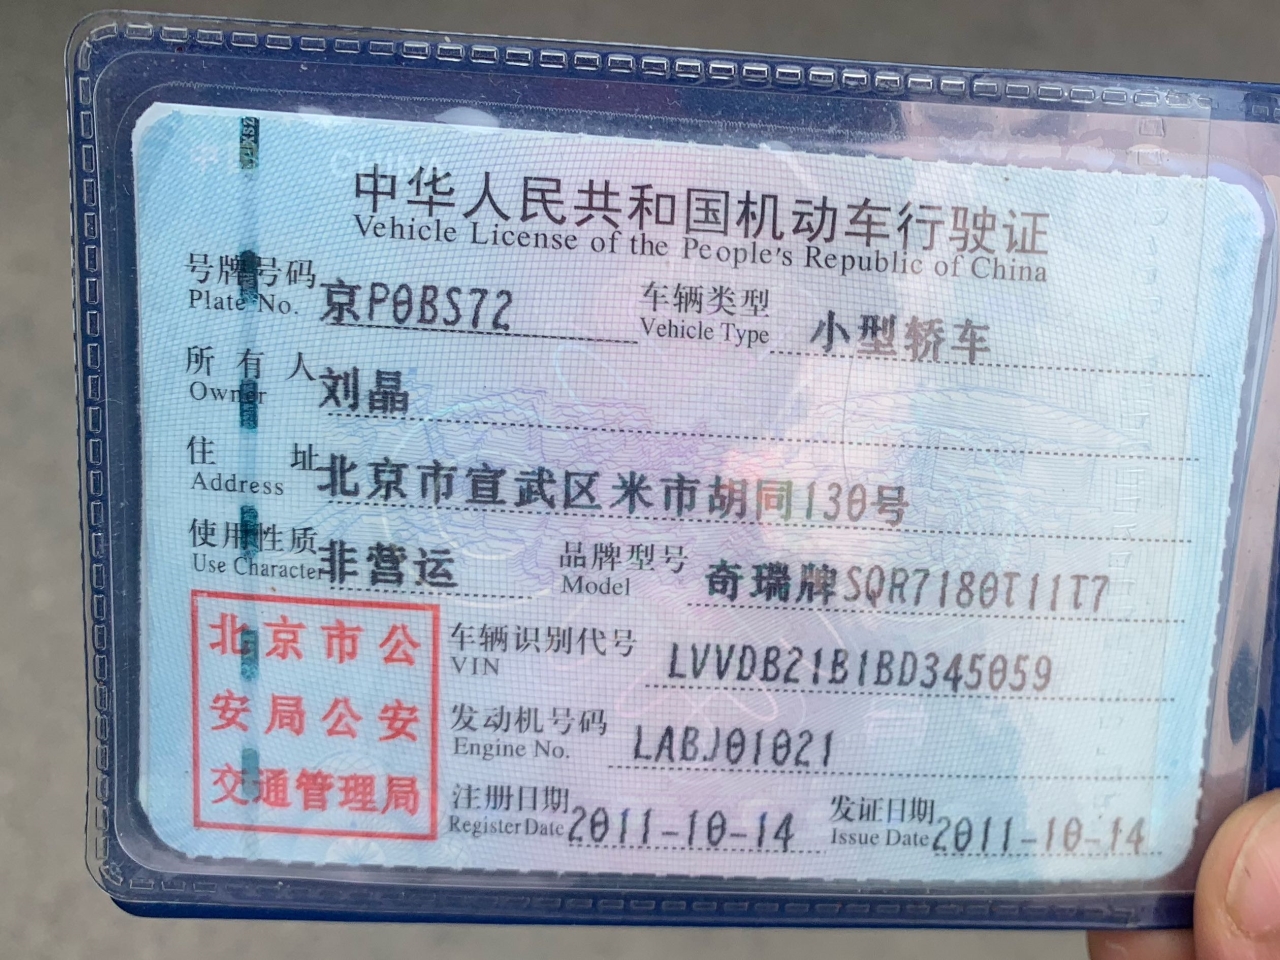 中华人民共和国机动车行驶证
Vehicle License of the People's Republic of China
号牌号码 京P0BS72 车辆类型 小型轿车
Plate No. Vehicle Type
所有人 刘晶
Owner
住址 北京市宣武区米市胡同130号
Address
使用性质 非营运 品牌型号 奇瑞牌SQR7180T11T7
Use Character Model
北京市公
安局公安
交通管理局
车辆识别代号 LVVDB21B1BD345059
VIN
发动机号码 LABJ01021
Engine No.
注册日期 2011-10-14 发证日期 2011-10-14
Register Date Issue Date